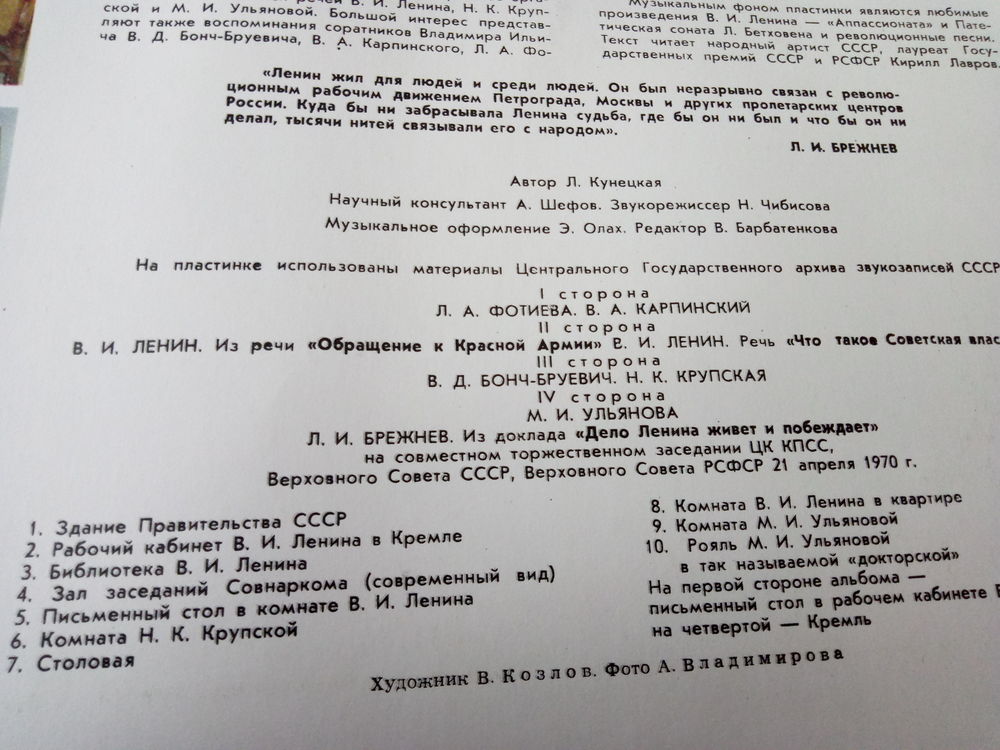 речей В. И. Ленина, Н. К. Круп-
ской и М. И. Ульяновой. Большой интерес представ-
ляют также воспоминания соратников Владимира Ильи-
ча В. Д. Бонч-Бруевича, В. А. Карпинского, Л. А. Фо-
Музыкальным фоном пластинки являются любимые
произведения В. И. Ленина — «Аппассионата» и Пате-
тическая соната Л. Бетховена и революционные песни.
Текст читает народный артист СССР, лауреат Госу-
дарственных премий СССР и РСФСР Кирилл Лавров.
«Ленин жил для людей и среди людей. Он был неразрывно связан с револю-
ционным рабочим движением Петрограда, Москвы и других пролетарских центров
России. Куда бы ни забрасывала Ленина судьба, где бы он ни был и что бы он ни
делал, тысячи нитей связывали его с народом».
Л. И. БРЕЖНЕВ
Автор Л. Кунецкая
Научный консультант А. Шефов. Звукорежиссер Н. Чибисова
Музыкальное оформление Э. Олах. Редактор В. Барбатенкова
На пластинке использованы материалы Центрального Государственного архива звукозаписей СССР
I сторона
Л. А. ФОТИЕВА. В. А. КАРПИНСКИЙ
II сторона
В. И. ЛЕНИН. Из речи «Обращение к Красной Армии» В. И. ЛЕНИН. Речь «Что такое Советская влас
III сторона
В. Д. БОНЧ-БРУЕВИЧ. Н. К. КРУПСКАЯ
IV сторона
М. И. УЛЬЯНОВА
Л. И. БРЕЖНЕВ. Из доклада «Дело Ленина живет и побеждает»
на совместном торжественном заседании ЦК КПСС,
Верховного Совета СССР, Верховного Совета РСФСР 21 апреля 1970 г.
1. Здание Правительства СССР
2. Рабочий кабинет В. И. Ленина в Кремле
3. Библиотека В. И. Ленина
4. Зал заседаний Совнаркома (современный вид)
5. Письменный стол в комнате В. И. Ленина
6. Комната Н. К. Крупской
7. Столовая
8. Комната В. И. Ленина в квартире
9. Комната М. И. Ульяновой
10. Рояль М. И. Ульяновой
в так называемой «докторской»
На первой стороне альбома —
письменный стол в рабочем кабинете В
на четвертой — Кремль
Художник В. Козлов. Фото А. Владимирова